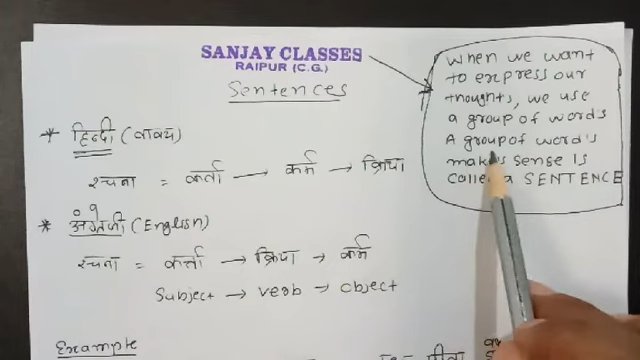 SANJAY CLASSES
RAIPUR (C.G.)
Sentences
When we want
to express our
thoughts, we use
a group of words
A group of word's
makes sense Is
called a SENTENCE
* हिन्दी (वाक्य)
रचना = कर्ता → कर्म → क्रिया
* अंग्रेजी (English)
रचना = कर्त्ता → क्रिया → कर्म
Subject → verb → object
Example